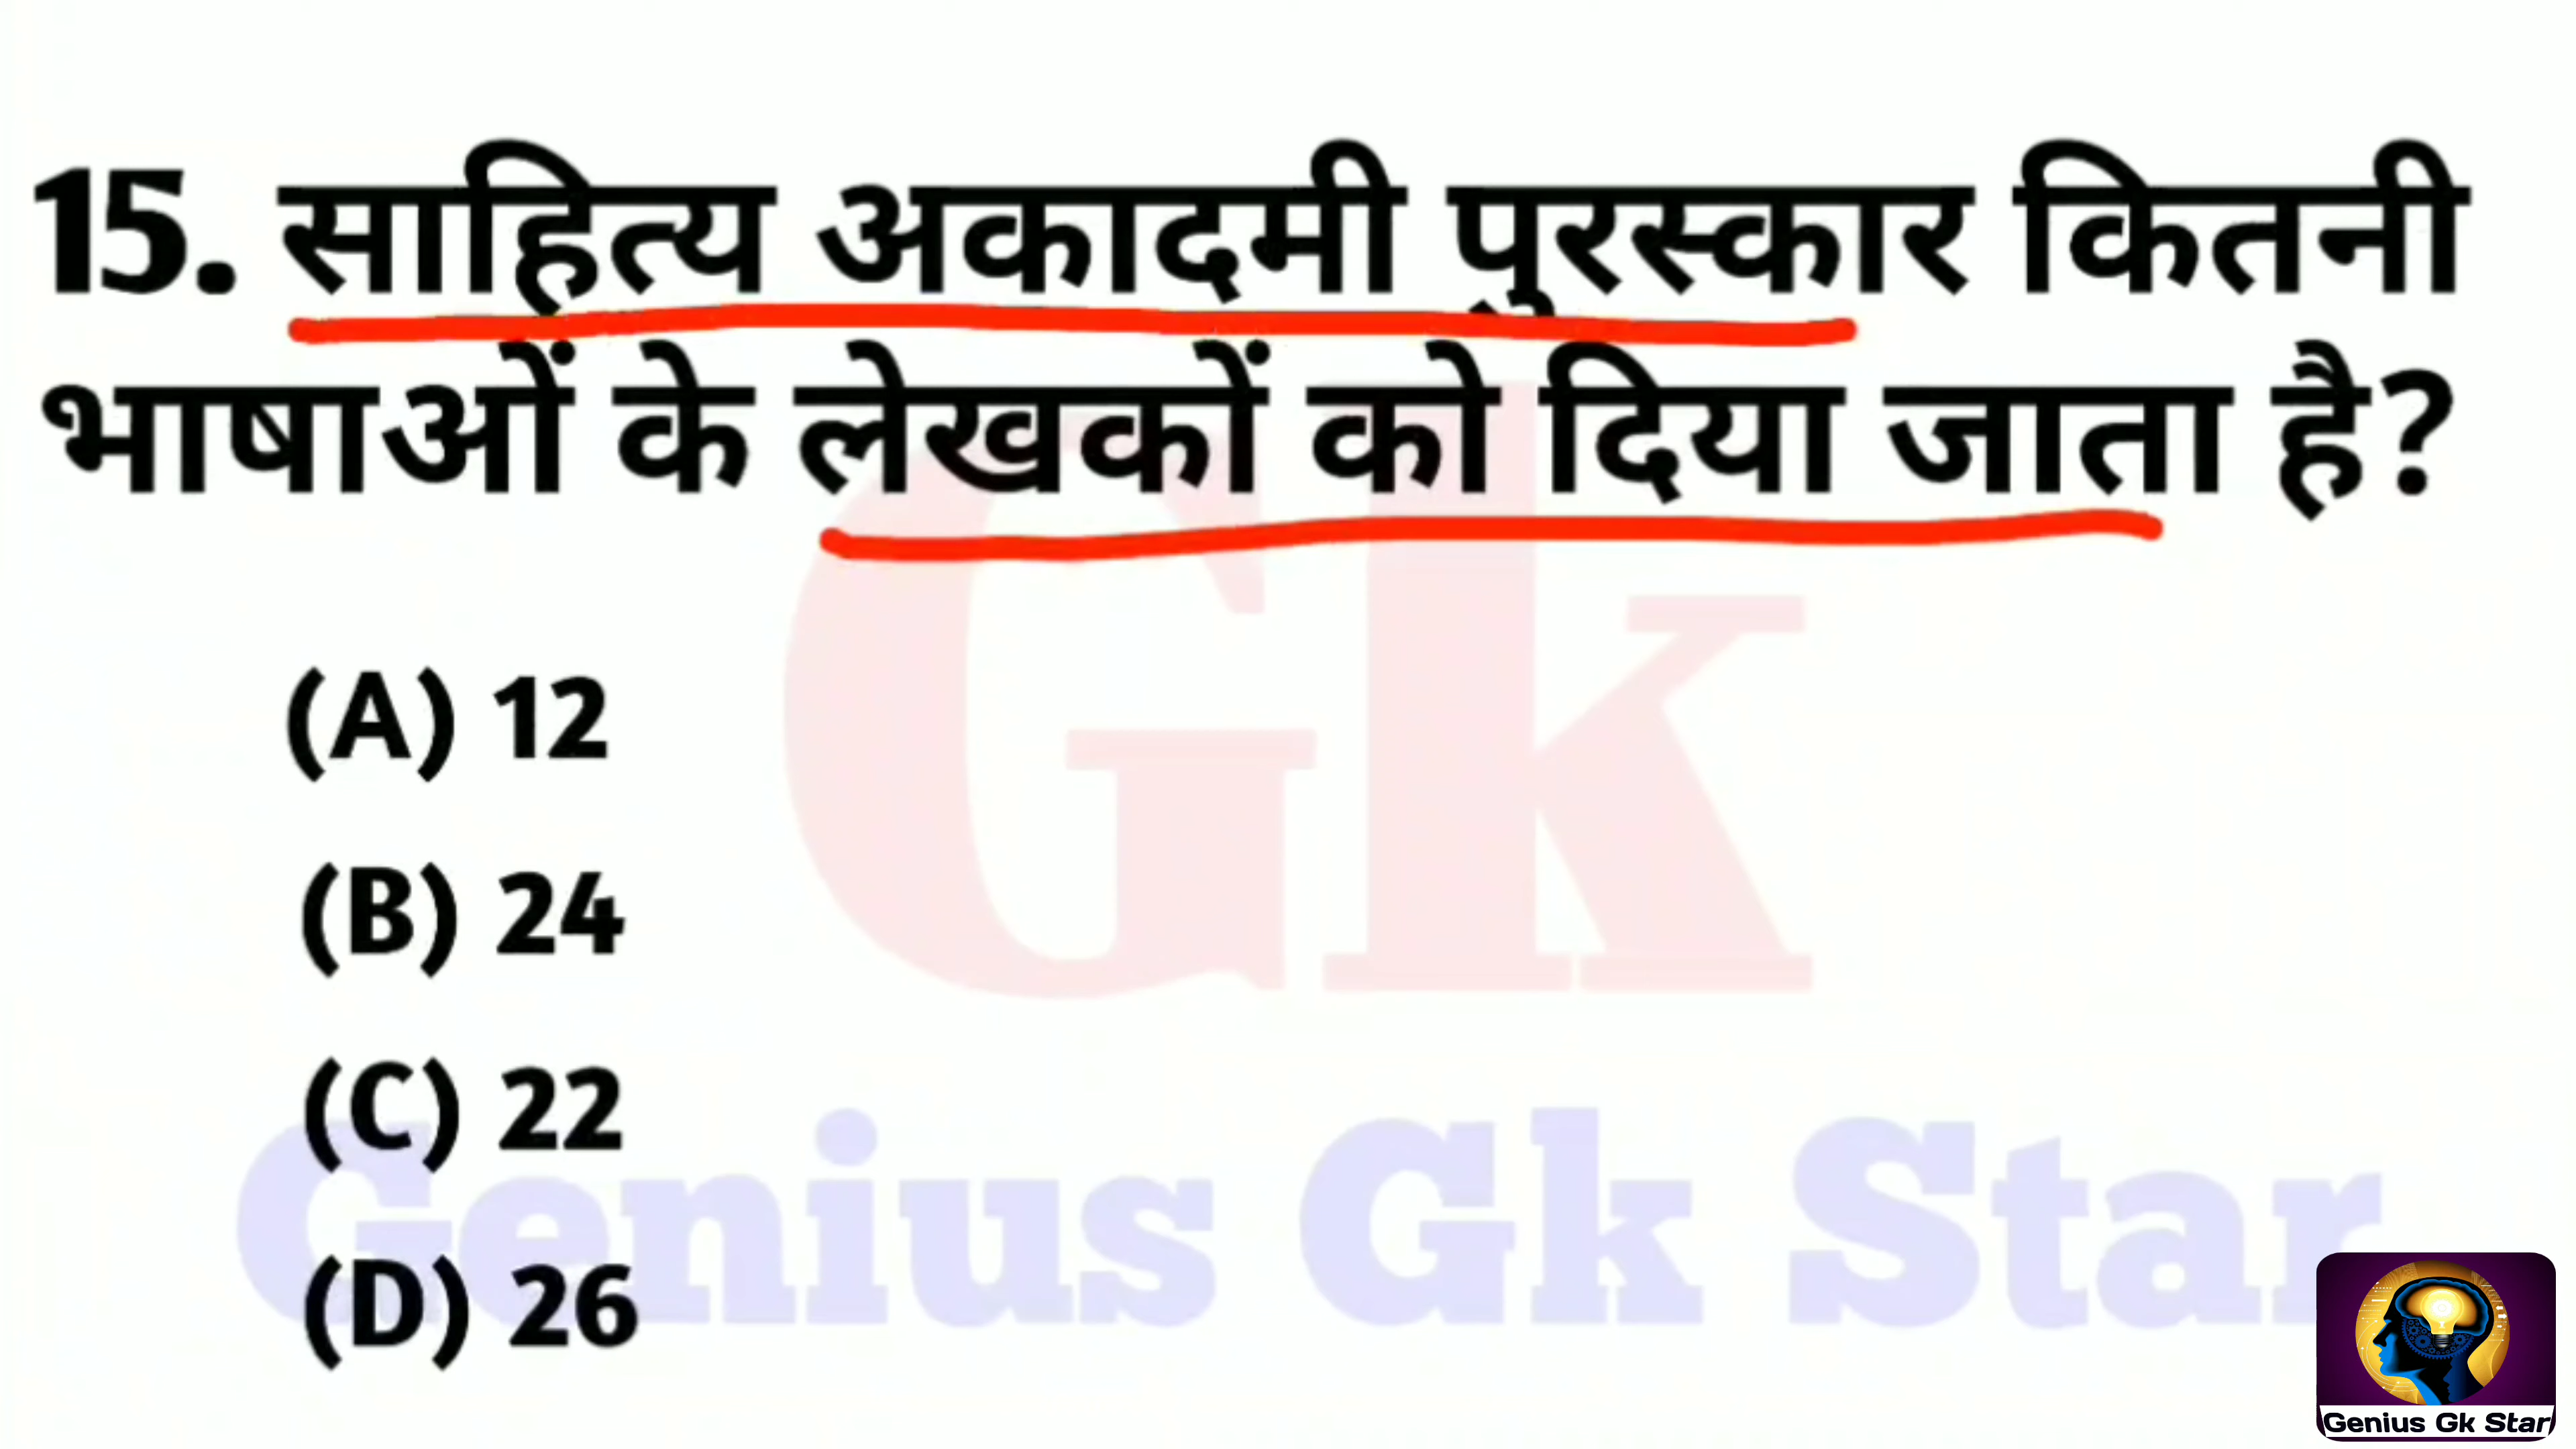 15. साहित्य अकादमी पुरस्कार कितनी
भाषाओं के लेखकों को दिया जाता है?
(A) 12
(B) 24
(C) 22
(D) 26
Gk
Genius Gk Star
Genius Gk Star